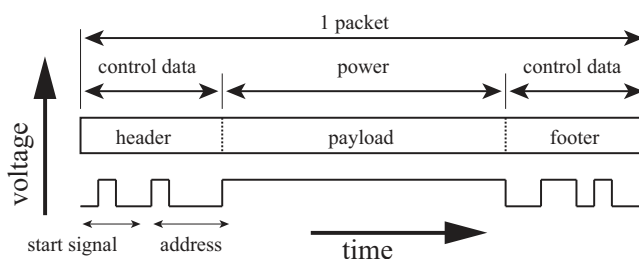 1 packet
control data power control data
header payload footer
voltage
start signal address
time